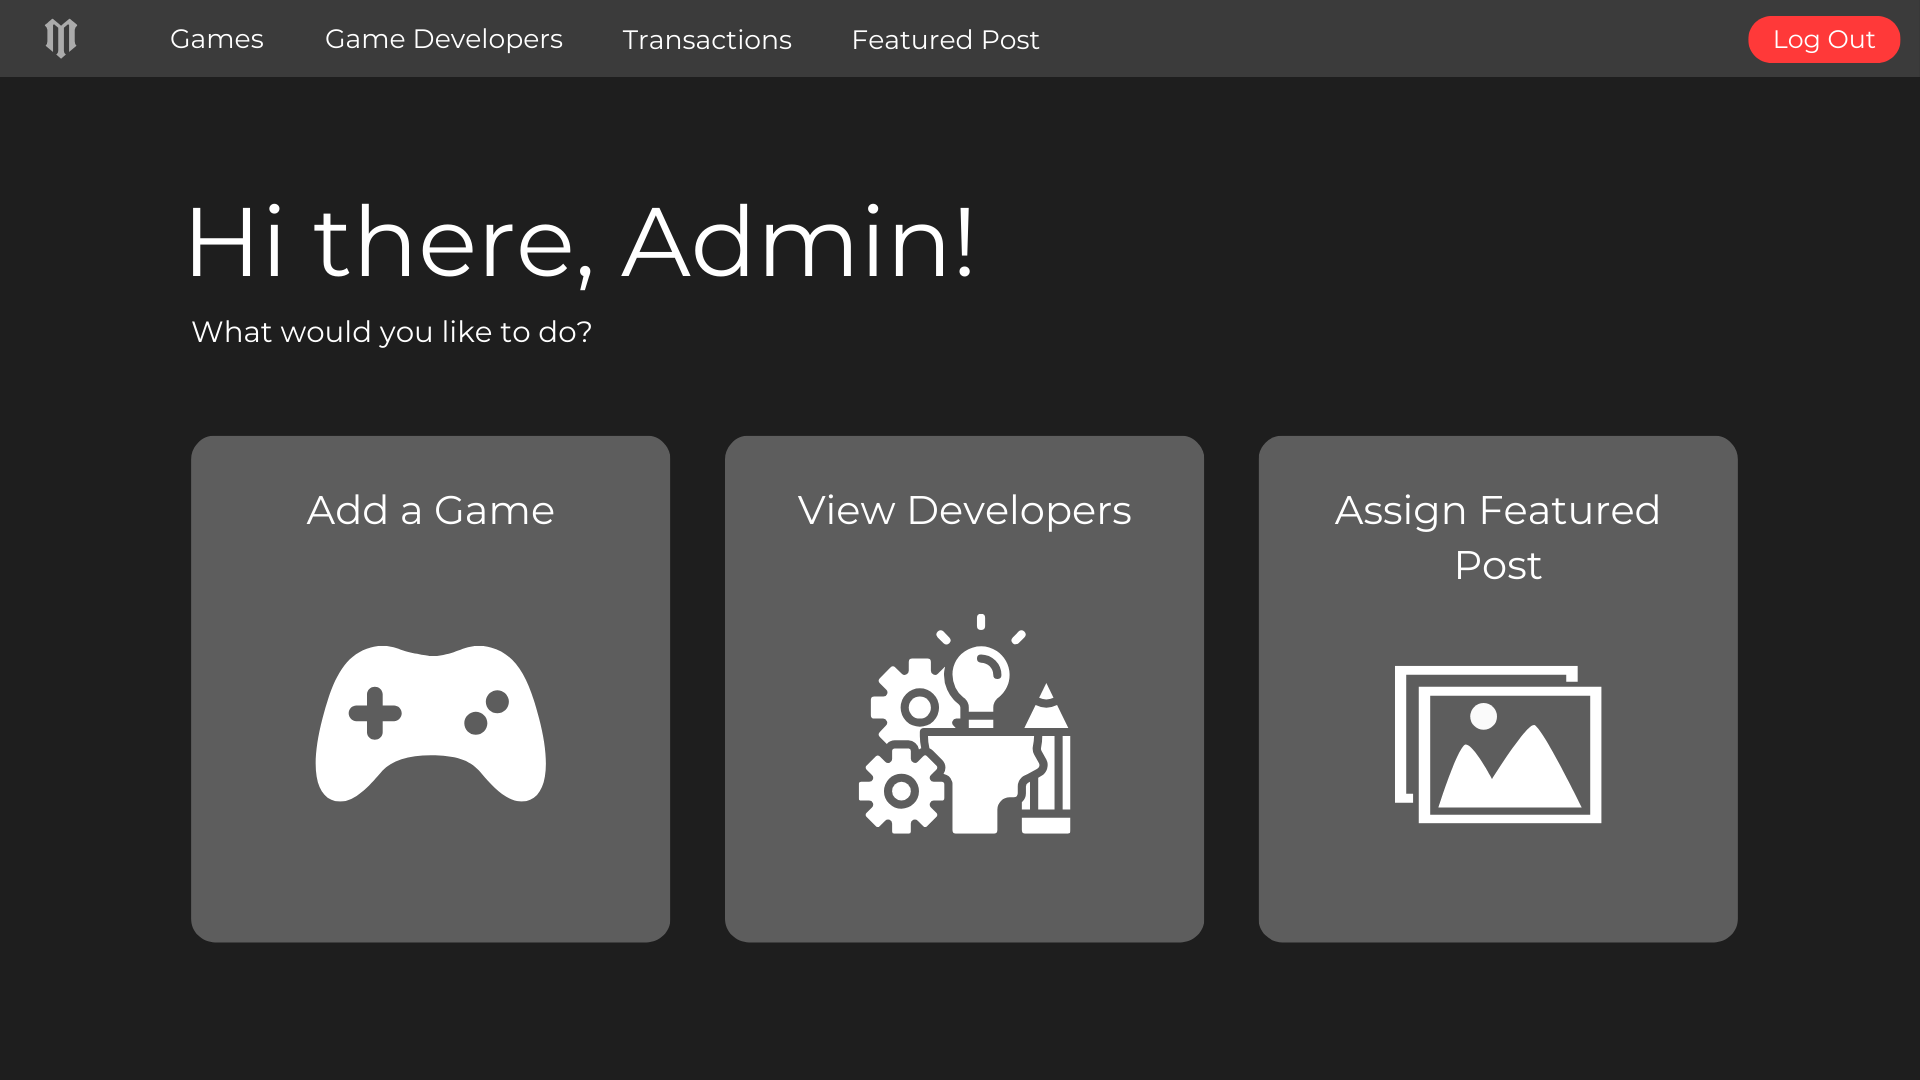 Games
Game Developers
Transactions
Featured Post
Log Out
Hi there, Admin!
What would you like to do?
Add a Game
View Developers
Assign Featured
Post